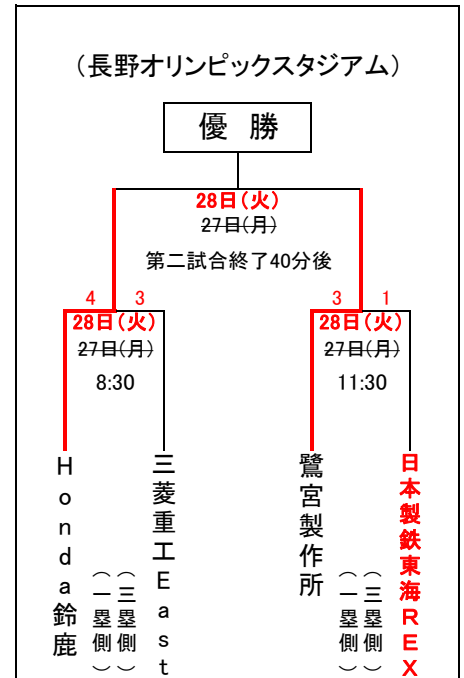 （長野オリンピックスタジアム）
優　勝
28日（火）
27日（月）
第二試合終了40分後
4 3
28日（火）
27日（月）
8:30
3 1
28日（火）
27日（月）
11:30
Honda鈴鹿
（一塁側）
（三塁側）
三菱重工East
鷺宮製作所
（一塁側）
（三塁側）
日本製鉄東海REX